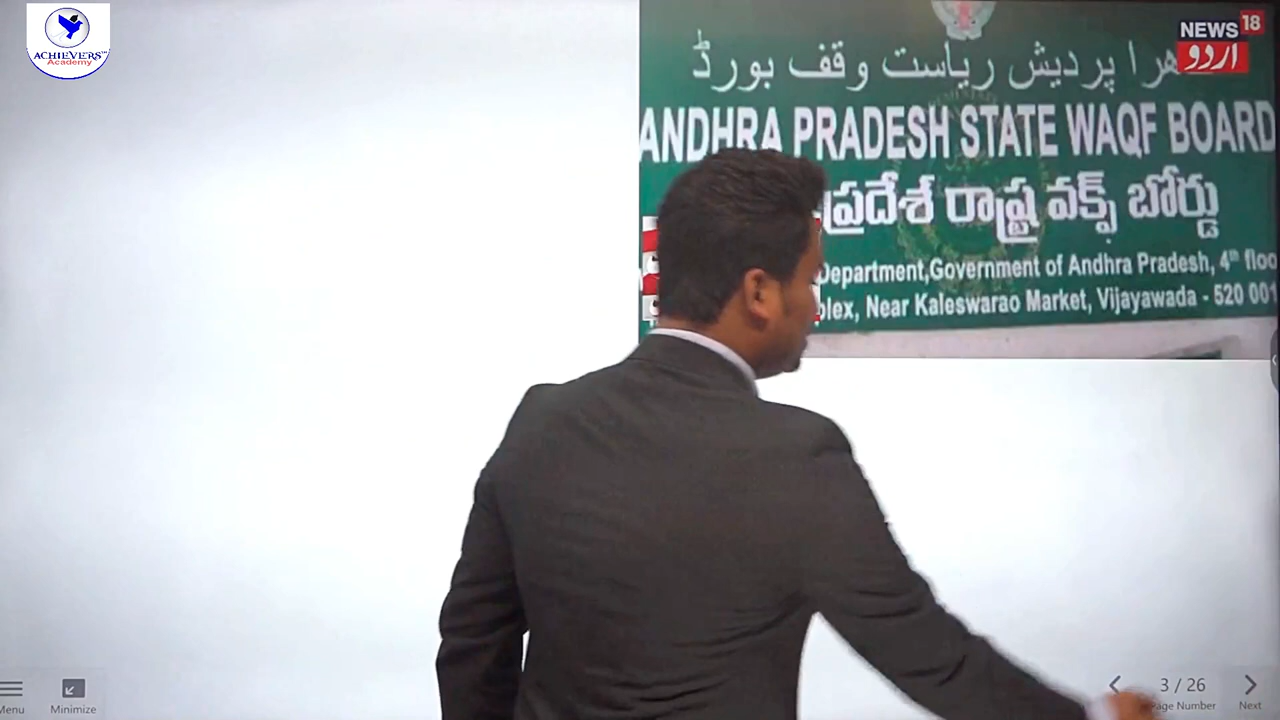 ACHIEVERS
Academy
NEWS 18
اردو
ھرا پردیش ریاست وقف بورڈ
ANDHRA PRADESH STATE WAQF BOARD
ప్రదేశ్ రాష్ట్ర వక్ఫ్ బోర్డు
Department,Government of Andhra Pradesh, 4th floo
plex, Near Kaleswarao Market, Vijayawada - 520 001
Menu
Minimize
3 / 26
Page Number
Next